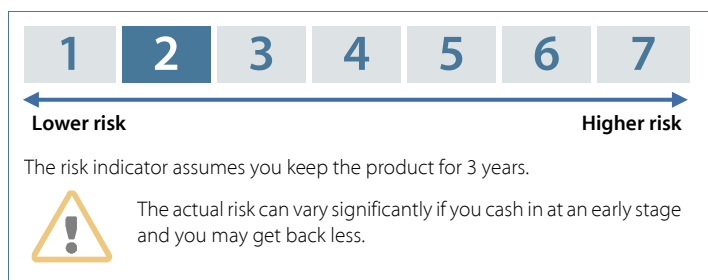 1 2 3 4 5 6 7
Lower risk Higher risk
The risk indicator assumes you keep the product for 3 years.
The actual risk can vary significantly if you cash in at an early stage
and you may get back less.